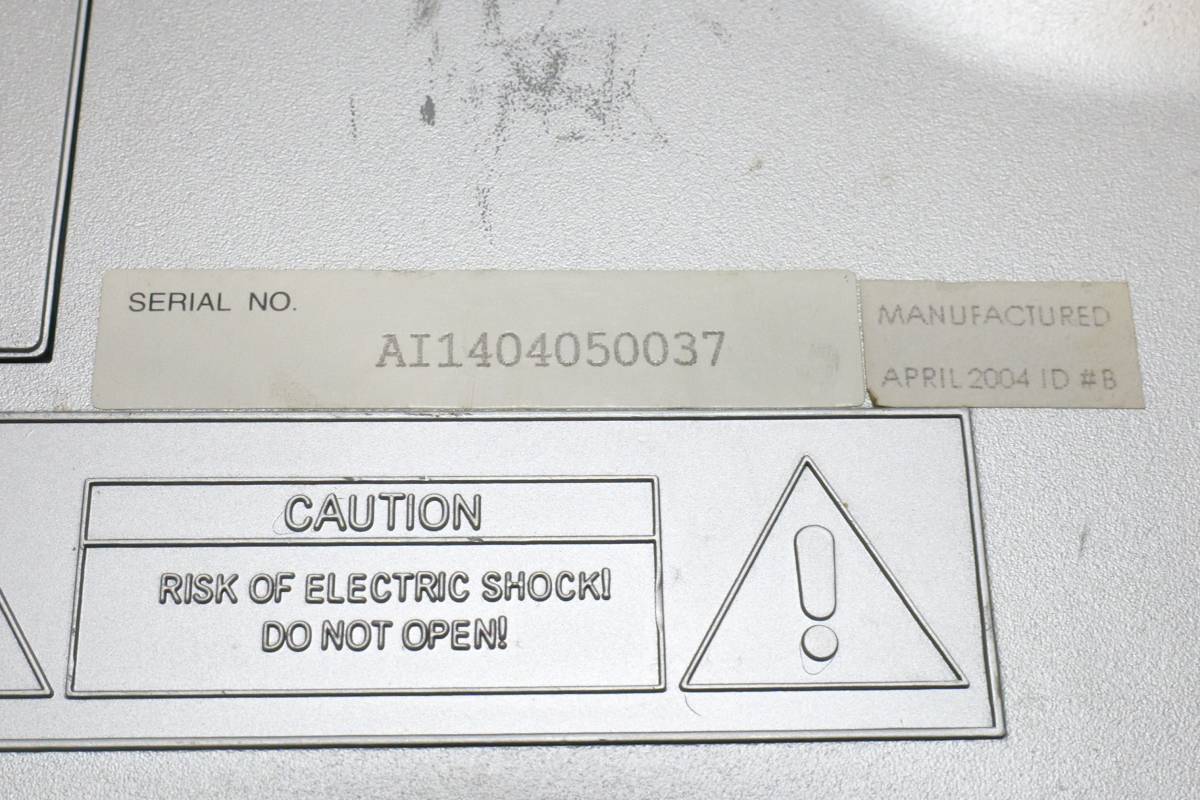 SERIAL NO.
AI1404050037
MANUFACTURED
APRIL 2004 ID #B
CAUTION
RISK OF ELECTRIC SHOCK!
DO NOT OPEN!
!